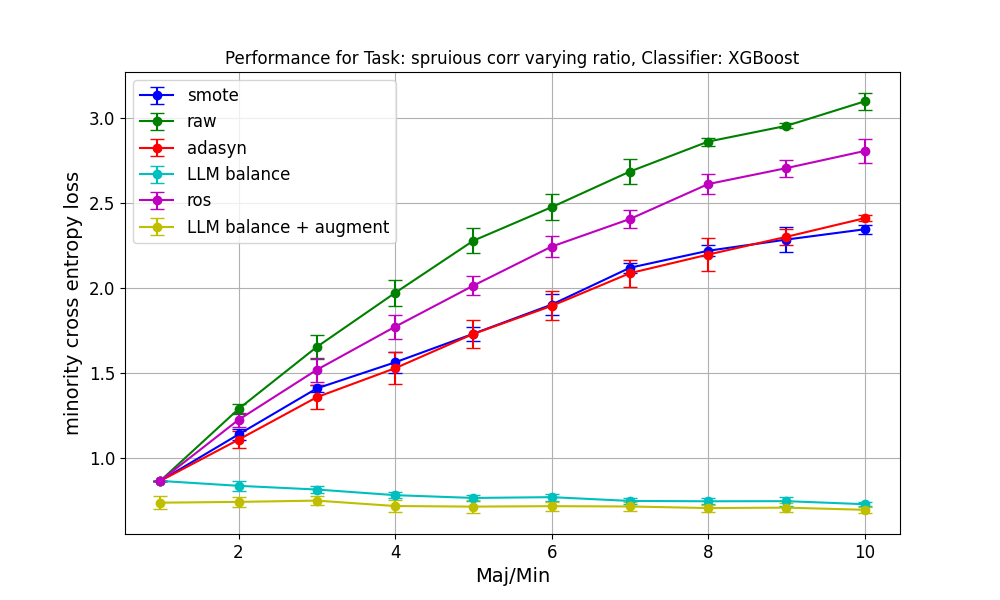 Performance for Task: spruious corr varying ratio, Classifier: XGBoost
smote
raw
adasyn
LLM balance
ros
LLM balance + augment
minority cross entropy loss
3.0
2.5
2.0
1.5
1.0
2
4
6
8
10
Maj/Min